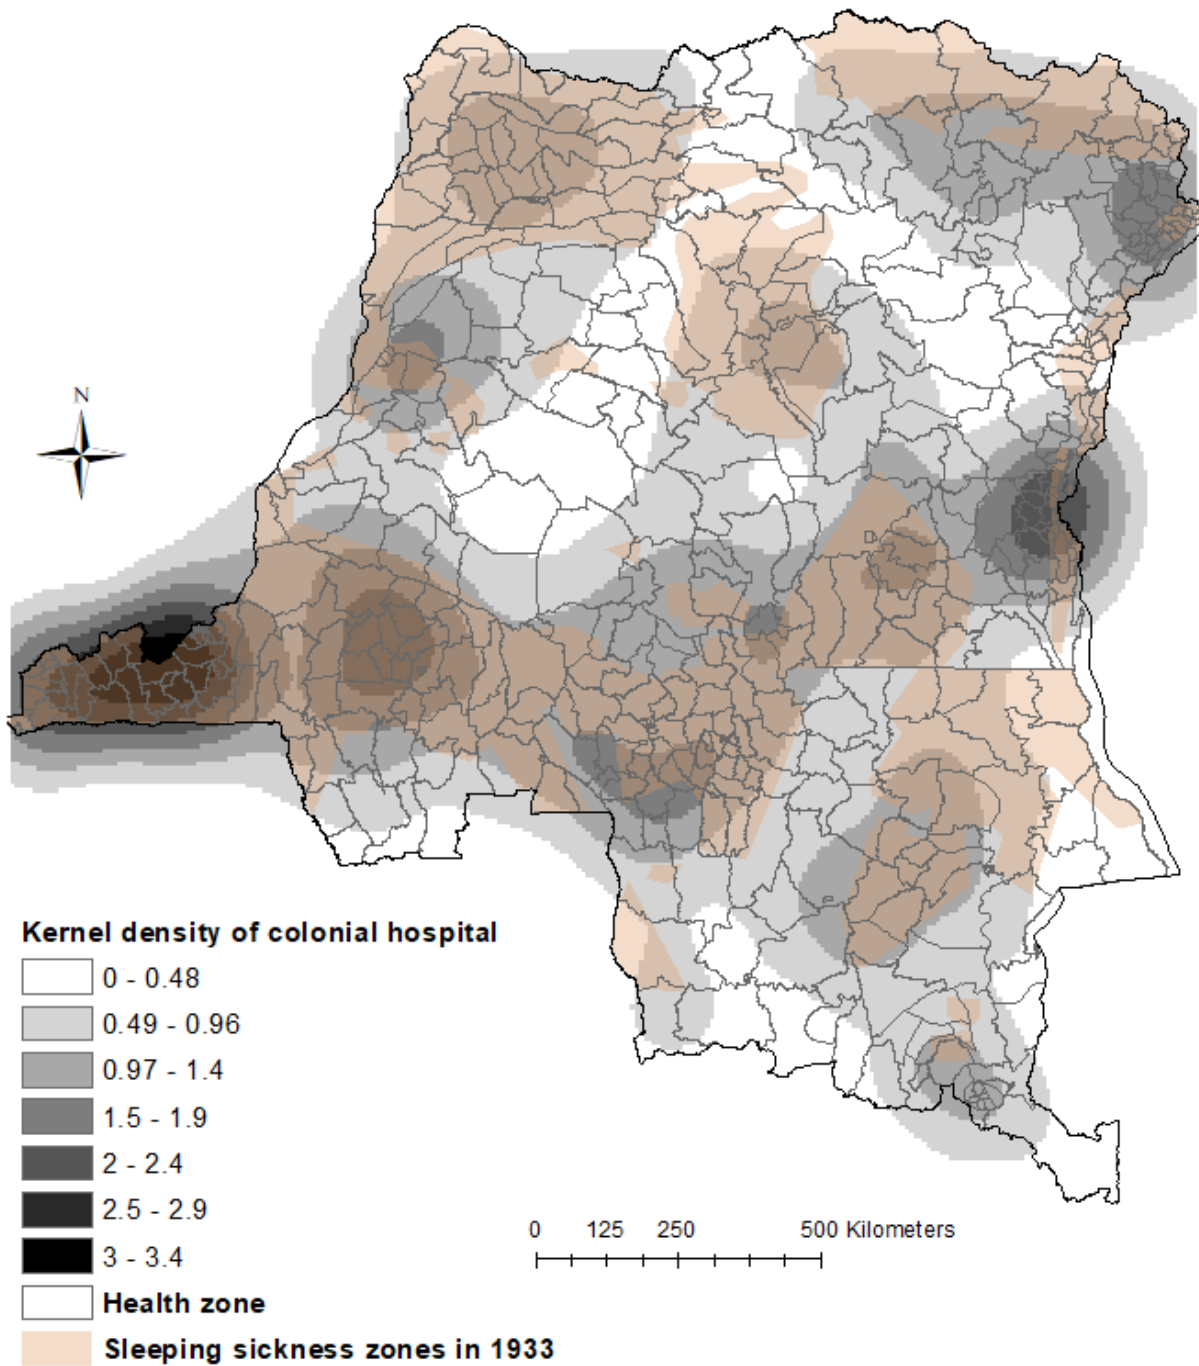 N
Kernel density of colonial hospital
0 - 0.48
0.49 - 0.96
0.97 - 1.4
1.5 - 1.9
2 - 2.4
2.5 - 2.9
3 - 3.4
Health zone
Sleeping sickness zones in 1933
0 125 250 500 Kilometers